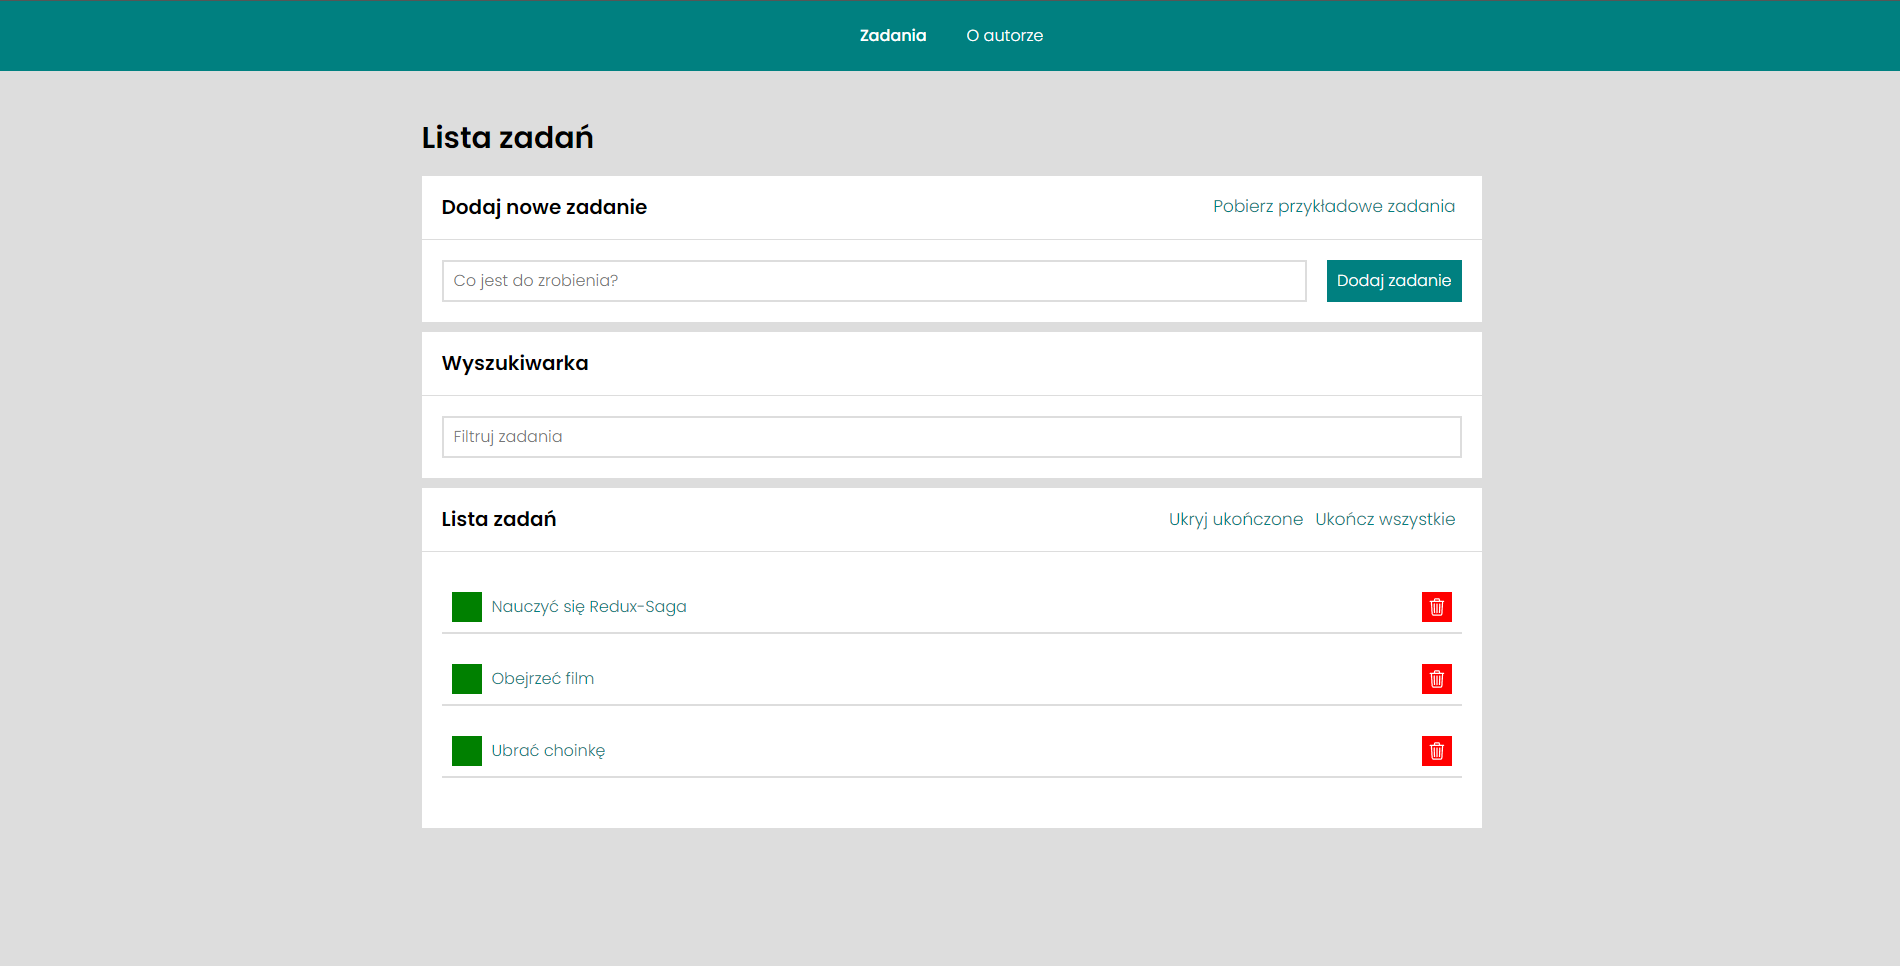 Zadania O autorze
Lista zadań
Dodaj nowe zadanie Pobierz przykładowe zadania
Co jest do zrobienia? Dodaj zadanie
Wyszukiwarka
Filtruj zadania
Lista zadań Ukryj ukończone Ukończ wszystkie
Nauczyć się Redux-Saga
Obejrzeć film
Ubrać choinkę